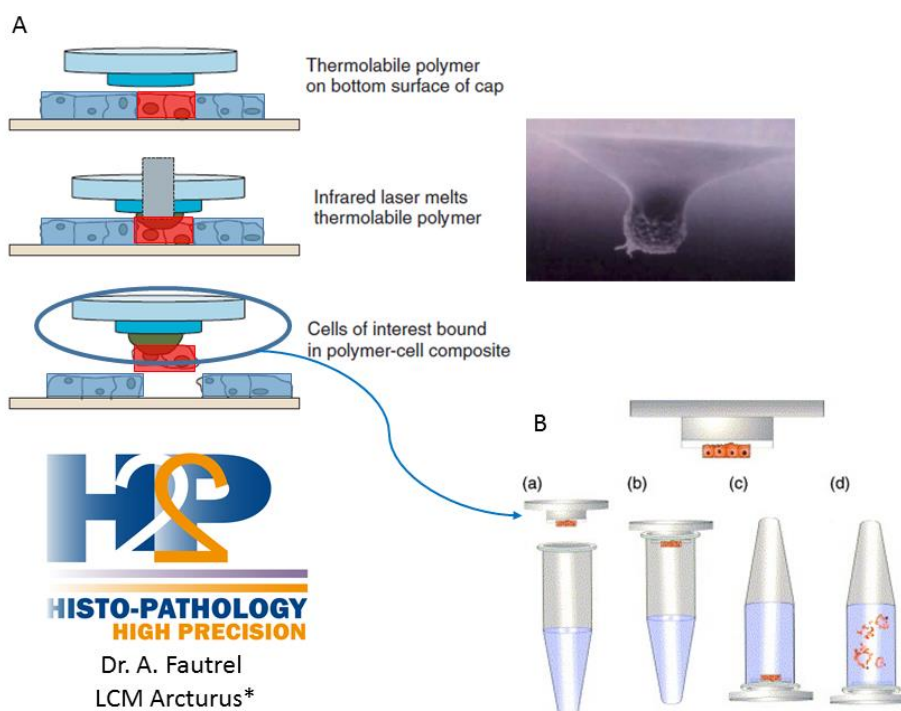 A
Thermolabile polymer
on bottom surface of cap
Infrared laser melts
thermolabile polymer
Cells of interest bound
in polymer-cell composite
B
(a)
(b)
(c)
(d)
H2P
HISTO-PATHOLOGY
HIGH PRECISION
Dr. A. Fautrel
LCM Arcturus*